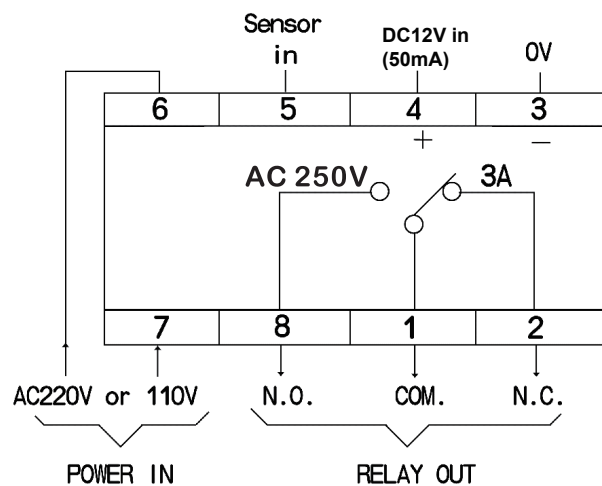 Sensor
in
DC12V in
(50mA)
0V
6
5
4
3
+
−
AC 250V
3A
7
8
1
2
AC220V or 110V
N.O.
COM.
N.C.
POWER IN
RELAY OUT